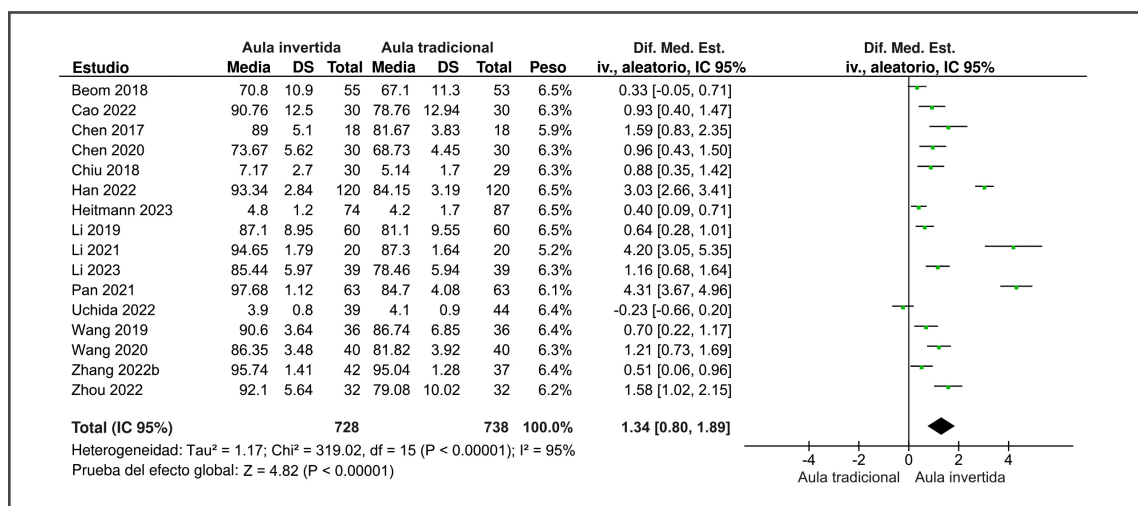 Aula invertida Aula tradicional Dif. Med. Est. Dif. Med. Est.
Estudio Media DS Total Media DS Total Peso iv., aleatorio, IC 95% iv., aleatorio, IC 95%
Beom 2018 70.8 10.9 55 67.1 11.3 53 6.5% 0.33 [-0.05, 0.71]
Cao 2022 90.76 12.5 30 78.76 12.94 30 6.3% 0.93 [0.40, 1.47]
Chen 2017 89 5.1 18 81.67 3.83 18 5.9% 1.59 [0.83, 2.35]
Chen 2020 73.67 5.62 30 68.73 4.45 30 6.3% 0.96 [0.43, 1.50]
Chiu 2018 7.17 2.7 30 5.14 1.7 29 6.3% 0.88 [0.35, 1.42]
Han 2022 93.34 2.84 120 84.15 3.19 120 6.5% 3.03 [2.66, 3.41]
Heitmann 2023 4.8 1.2 74 4.2 1.7 87 6.5% 0.40 [0.09, 0.71]
Li 2019 87.1 8.95 60 81.1 9.55 60 6.5% 0.64 [0.28, 1.01]
Li 2021 94.65 1.79 20 87.3 1.64 20 5.2% 4.20 [3.05, 5.35]
Li 2023 85.44 5.97 39 78.46 5.94 39 6.3% 1.16 [0.68, 1.64]
Pan 2021 97.68 1.12 63 84.7 4.08 63 6.1% 4.31 [3.67, 4.96]
Uchida 2022 3.9 0.8 39 4.1 0.9 44 6.4% -0.23 [-0.66, 0.20]
Wang 2019 90.6 3.64 36 86.74 6.85 36 6.3% 0.70 [0.22, 1.17]
Wang 2020 86.35 3.48 40 81.82 3.92 40 6.3% 1.21 [0.73, 1.69]
Zhang 2022b 95.74 1.41 42 95.04 1.28 37 6.4% 0.51 [0.06, 0.96]
Zhou 2022 92.1 5.64 32 79.08 10.02 32 6.2% 1.58 [1.02, 2.15]
Total (IC 95%) 728 738 100.0% 1.34 [0.80, 1.89]
Heterogeneidad: Tau² = 1.17; Chi² = 319.02, df = 15 (P < 0.00001); I² = 95%
Prueba del efecto global: Z = 4.82 (P < 0.00001)
-4 -2 0 2 4
Aula tradicional Aula invertida